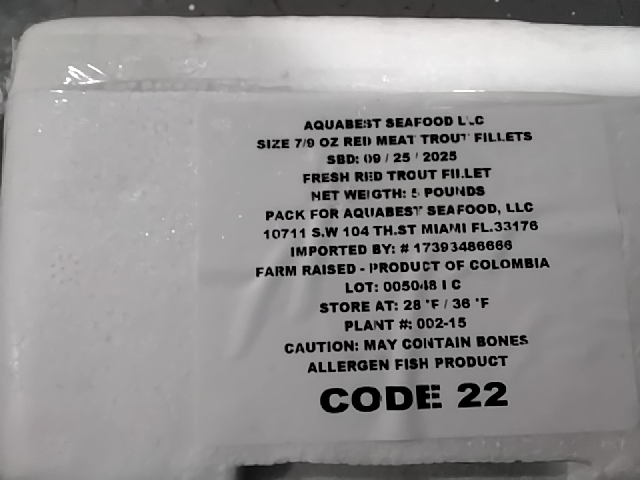 AQUABEST SEAFOOD LLC
SIZE 7/9 OZ RED MEAT TROUT FILLETS
SBD: 09 / 25 / 2025
FRESH RED TROUT FILLET
NET WEIGTH: 5 POUNDS
PACK FOR AQUABEST SEAFOOD, LLC
10711 S.W 104 TH.ST MIAMI FL.33176
IMPORTED BY: # 17393486666
FARM RAISED - PRODUCT OF COLOMBIA
LOT: 005048 I C
STORE AT: 28 °F / 36 °F
PLANT #: 002-15
CAUTION: MAY CONTAIN BONES
ALLERGEN FISH PRODUCT
CODE 22